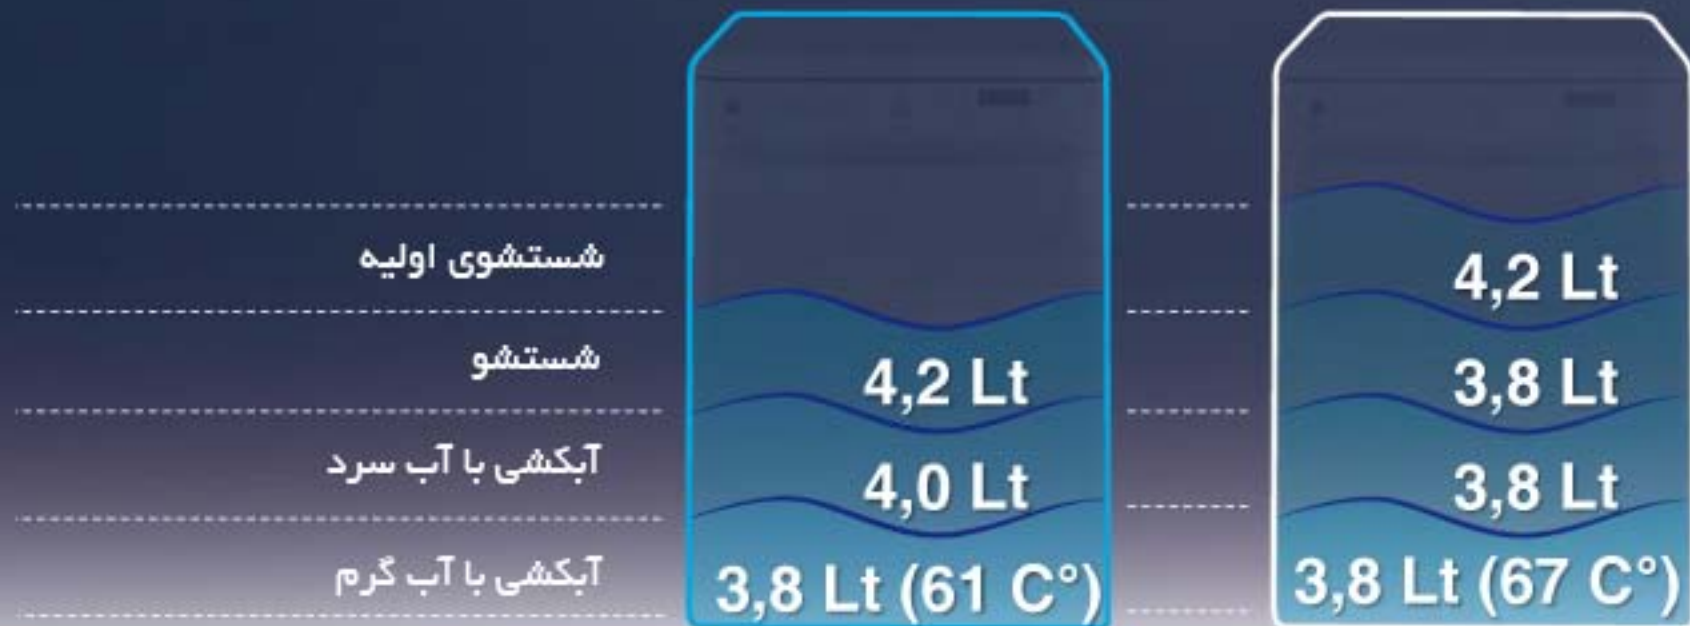 شستشوی اولیه
4,2 Lt
شستشو
4,2 Lt
3,8 Lt
آبکشی با آب سرد
4,0 Lt
3,8 Lt
آبکشی با آب گرم
3,8 Lt (61 C°)
3,8 Lt (67 C°)